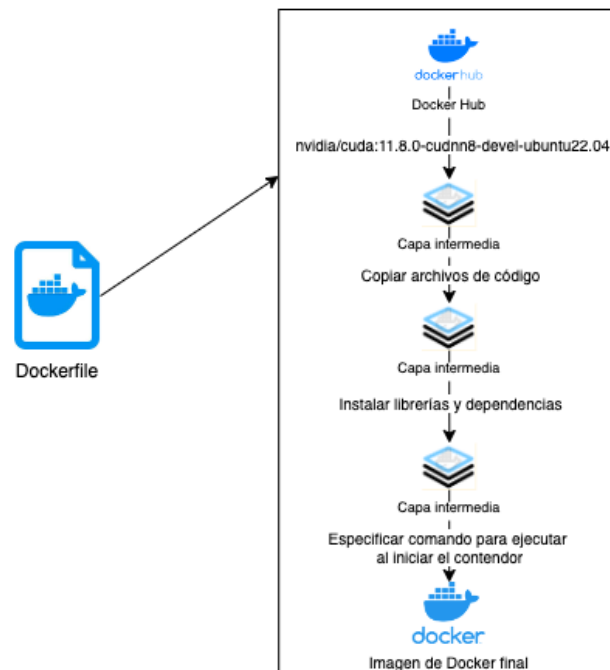 dockerhub
Docker Hub
nvidia/cuda:11.8.0-cudnn8-devel-ubuntu22.04
Capa intermedia
Copiar archivos de código
Capa intermedia
Instalar librerías y dependencias
Capa intermedia
Especificar comando para ejecutar
al iniciar el contendor
docker
Imagen de Docker final
Dockerfile